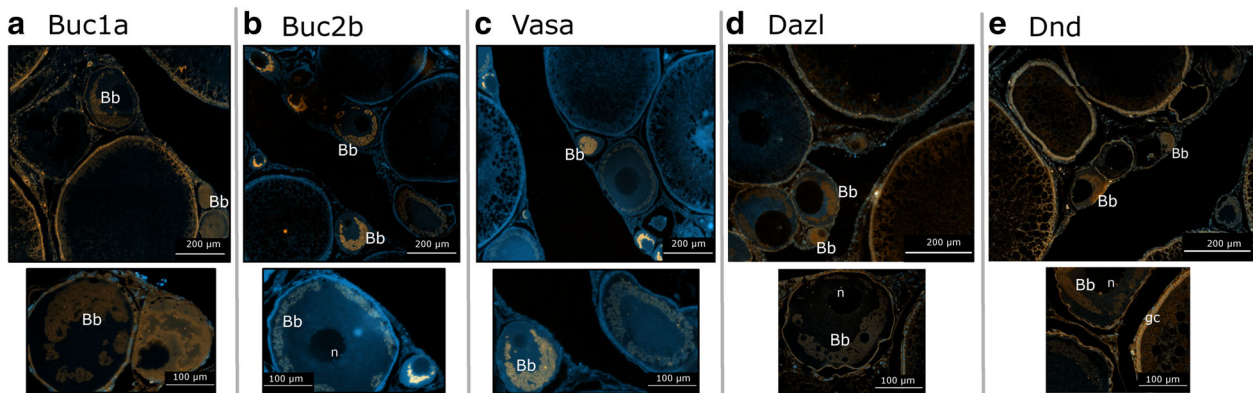 a Buc1a
b Buc2b
c Vasa
d Dazl
e Dnd
Bb
Bb
200 µm
Bb
Bb
200 µm
Bb
200 µm
Bb
Bb
200 µm
Bb
Bb
200 µm
Bb
100 µm
Bb
n
100 µm
Bb
100 µm
n
Bb
100 µm
Bb
n
gc
100 µm